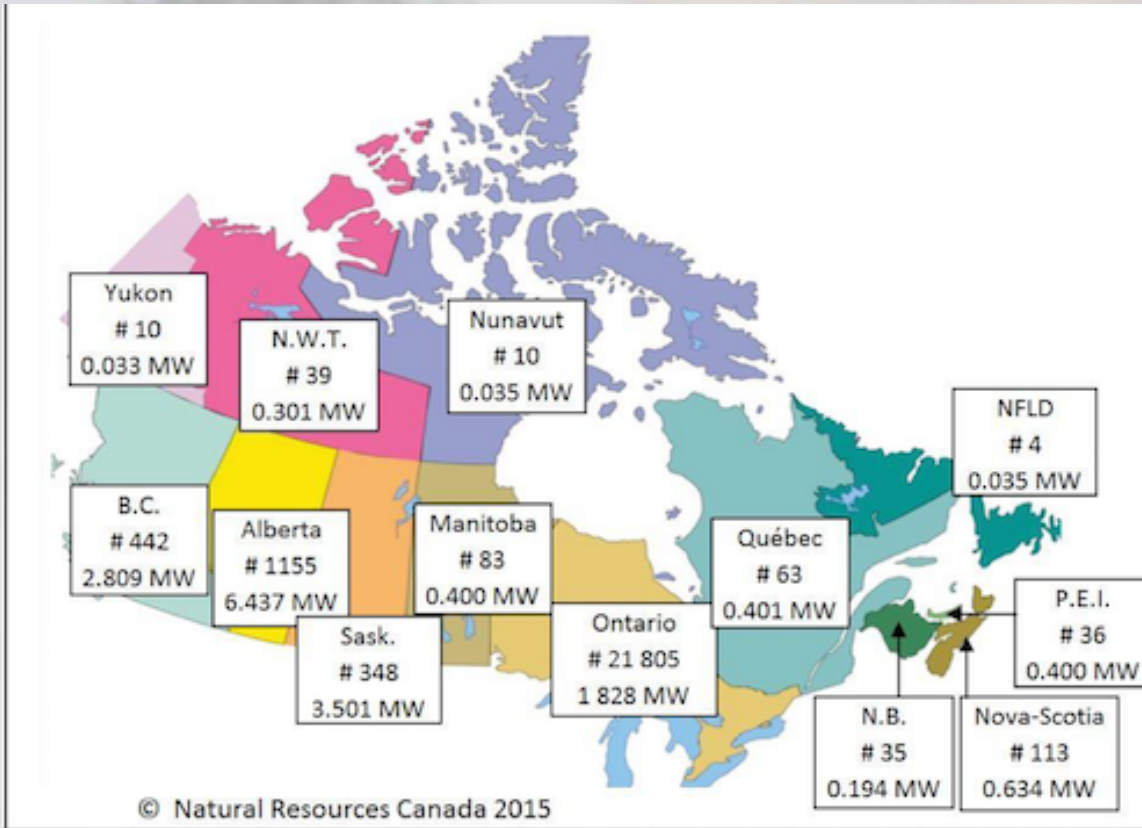 Yukon
# 10
0.033 MW
N.W.T.
# 39
0.301 MW
Nunavut
# 10
0.035 MW
NFLD
# 4
0.035 MW
B.C.
# 442
2.809 MW
Alberta
# 1155
6.437 MW
Manitoba
# 83
0.400 MW
Québec
# 63
0.401 MW
Sask.
# 348
3.501 MW
Ontario
# 21 805
1 828 MW
P.E.I.
# 36
0.400 MW
N.B.
# 35
0.194 MW
Nova-Scotia
# 113
0.634 MW
© Natural Resources Canada 2015